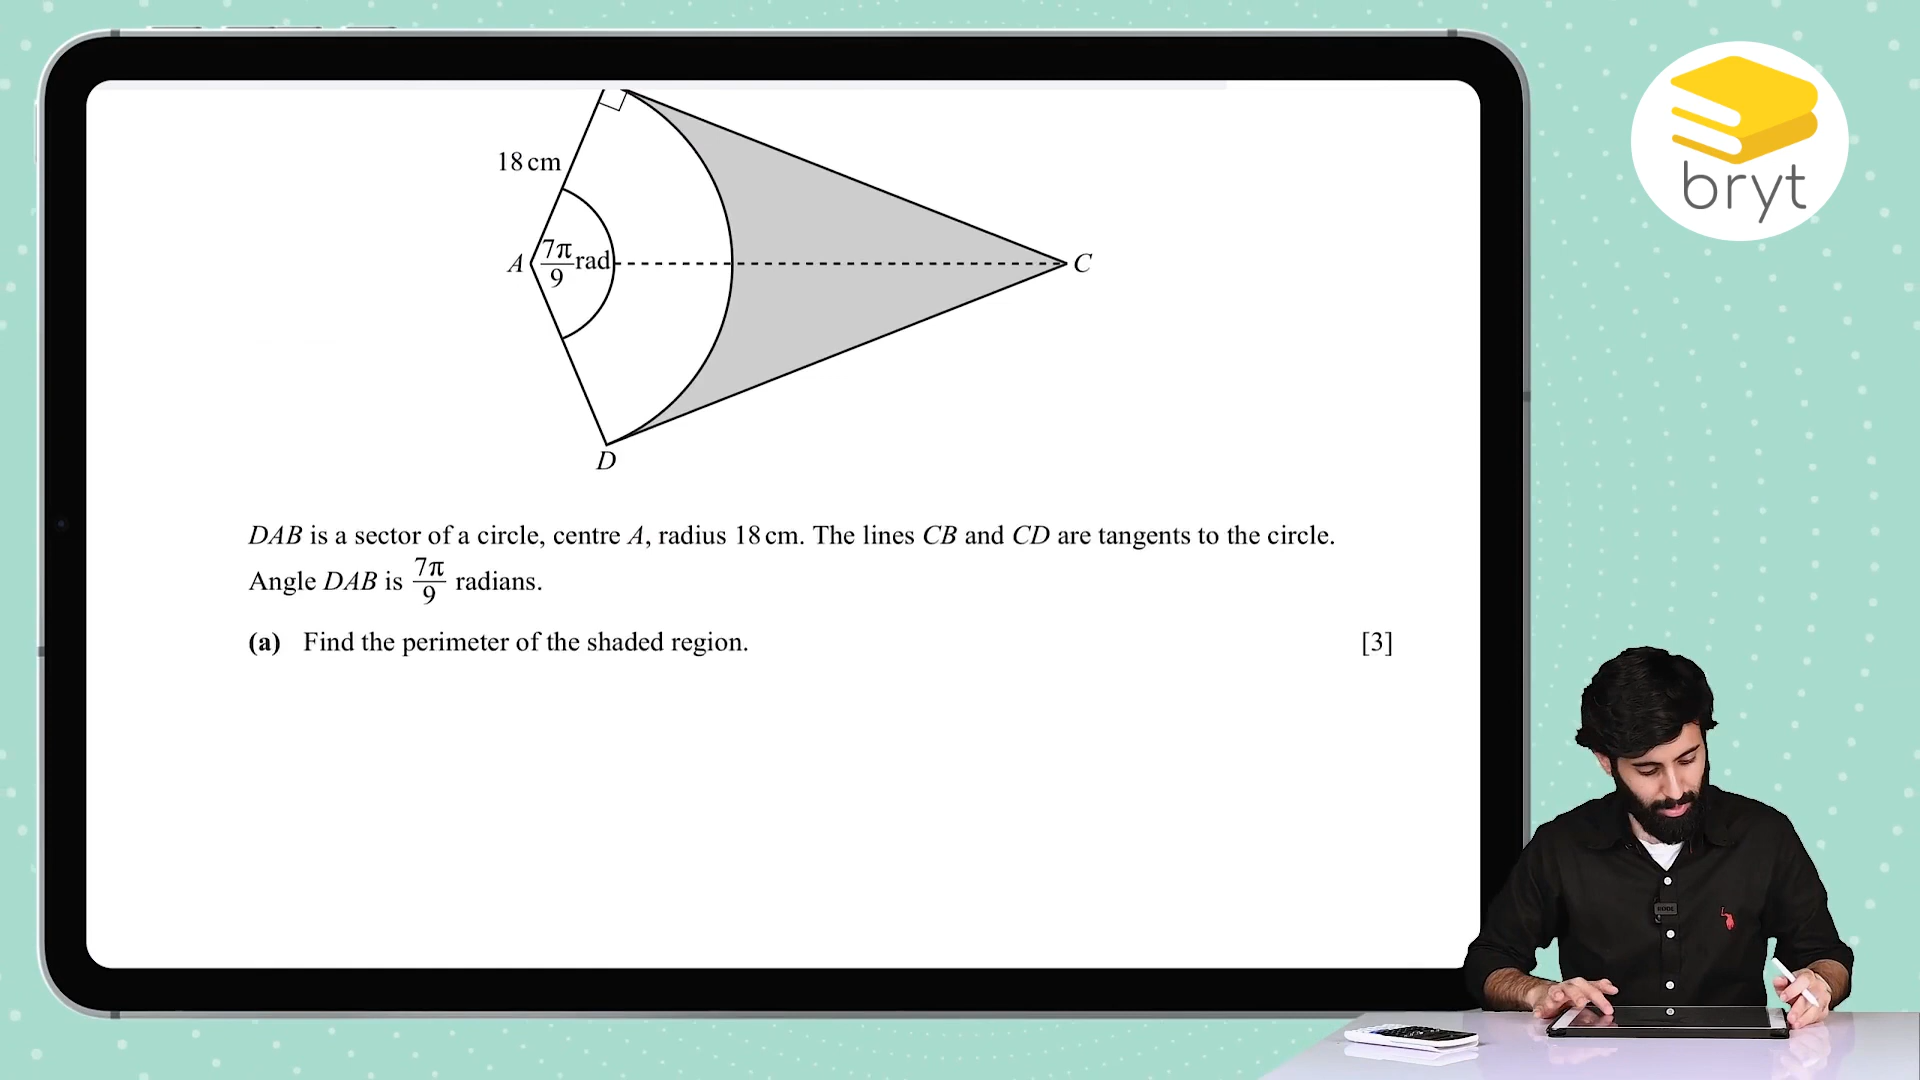 bryt
18 cm
A 7π/9 rad C
D
DAB is a sector of a circle, centre A, radius 18 cm. The lines CB and CD are tangents to the circle.
Angle DAB is 7π/9 radians.
(a) Find the perimeter of the shaded region. [3]